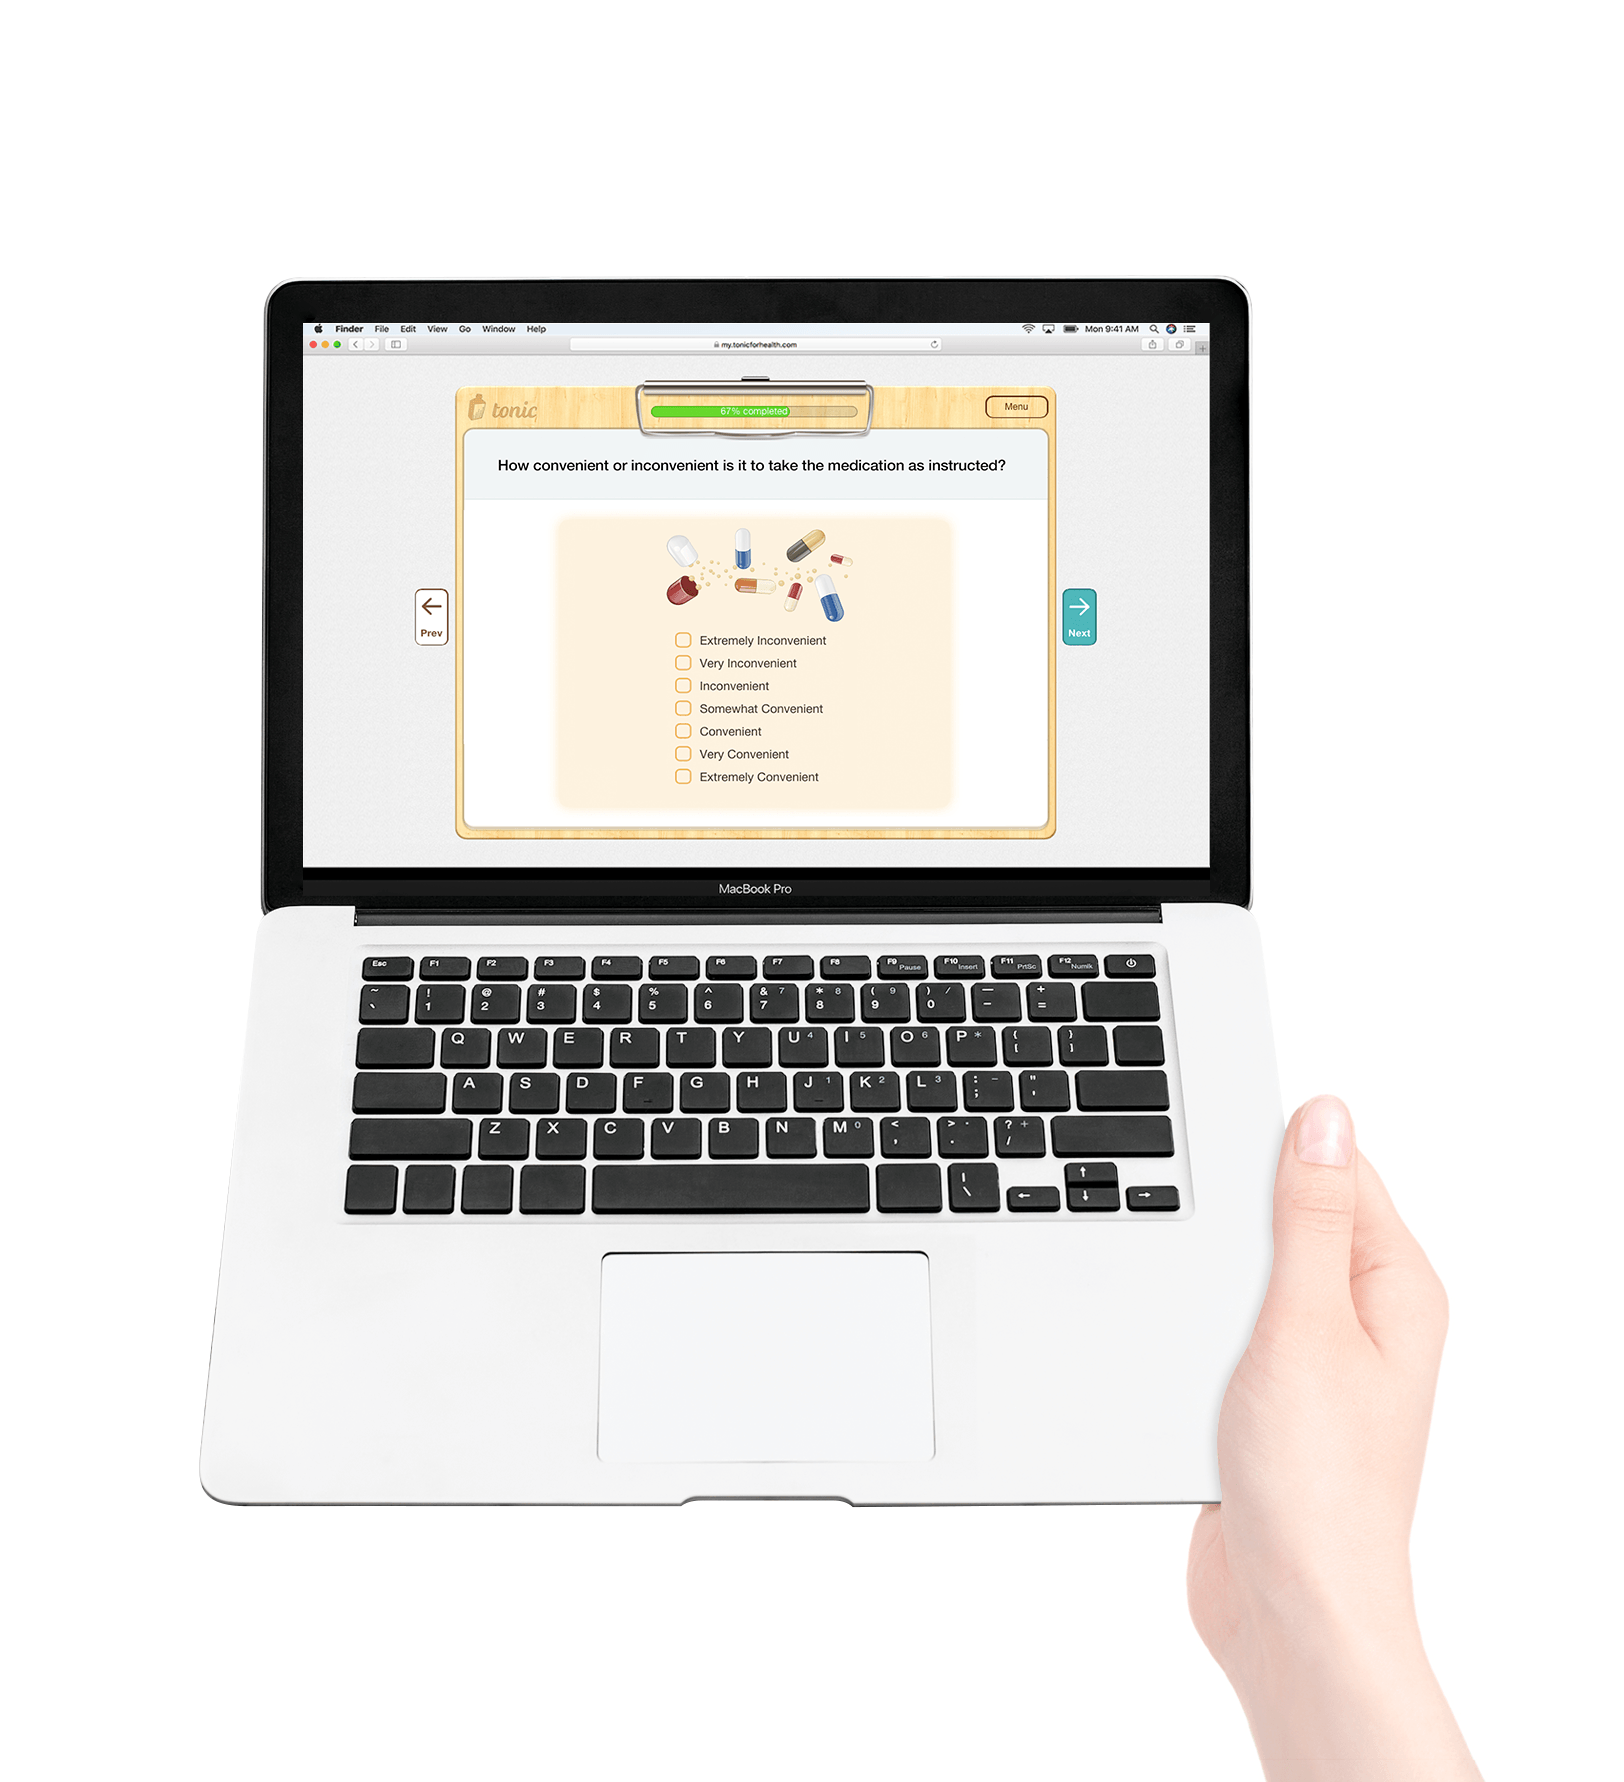 Finder File Edit View Go Window Help Mon 9:41 AM
my.tonicforhealth.com
tonic 67% completed Menu
How convenient or inconvenient is it to take the medication as instructed?
Prev
Next
Extremely Inconvenient
Very Inconvenient
Inconvenient
Somewhat Convenient
Convenient
Very Convenient
Extremely Convenient
MacBook Pro
Esc F1 F2 F3 F4 F5 F6 F7 F8 F9 Pause F10 Insert F11 PrtSc F12 Numlk
~ ` ! 1 @ 2 # 3 $ 4 % 5 ^ 6 & 7 7 * 8 8 ( 9 9 ) 0 / — - + =
Q W E R T Y U 4 I 5 O 6 P * { [ } ]
A S D F G H J 1 K 2 L 3 : ; - " '
Z X C V B N M 0 < , > . . ? / +
| \ ← ↑ ↓ →